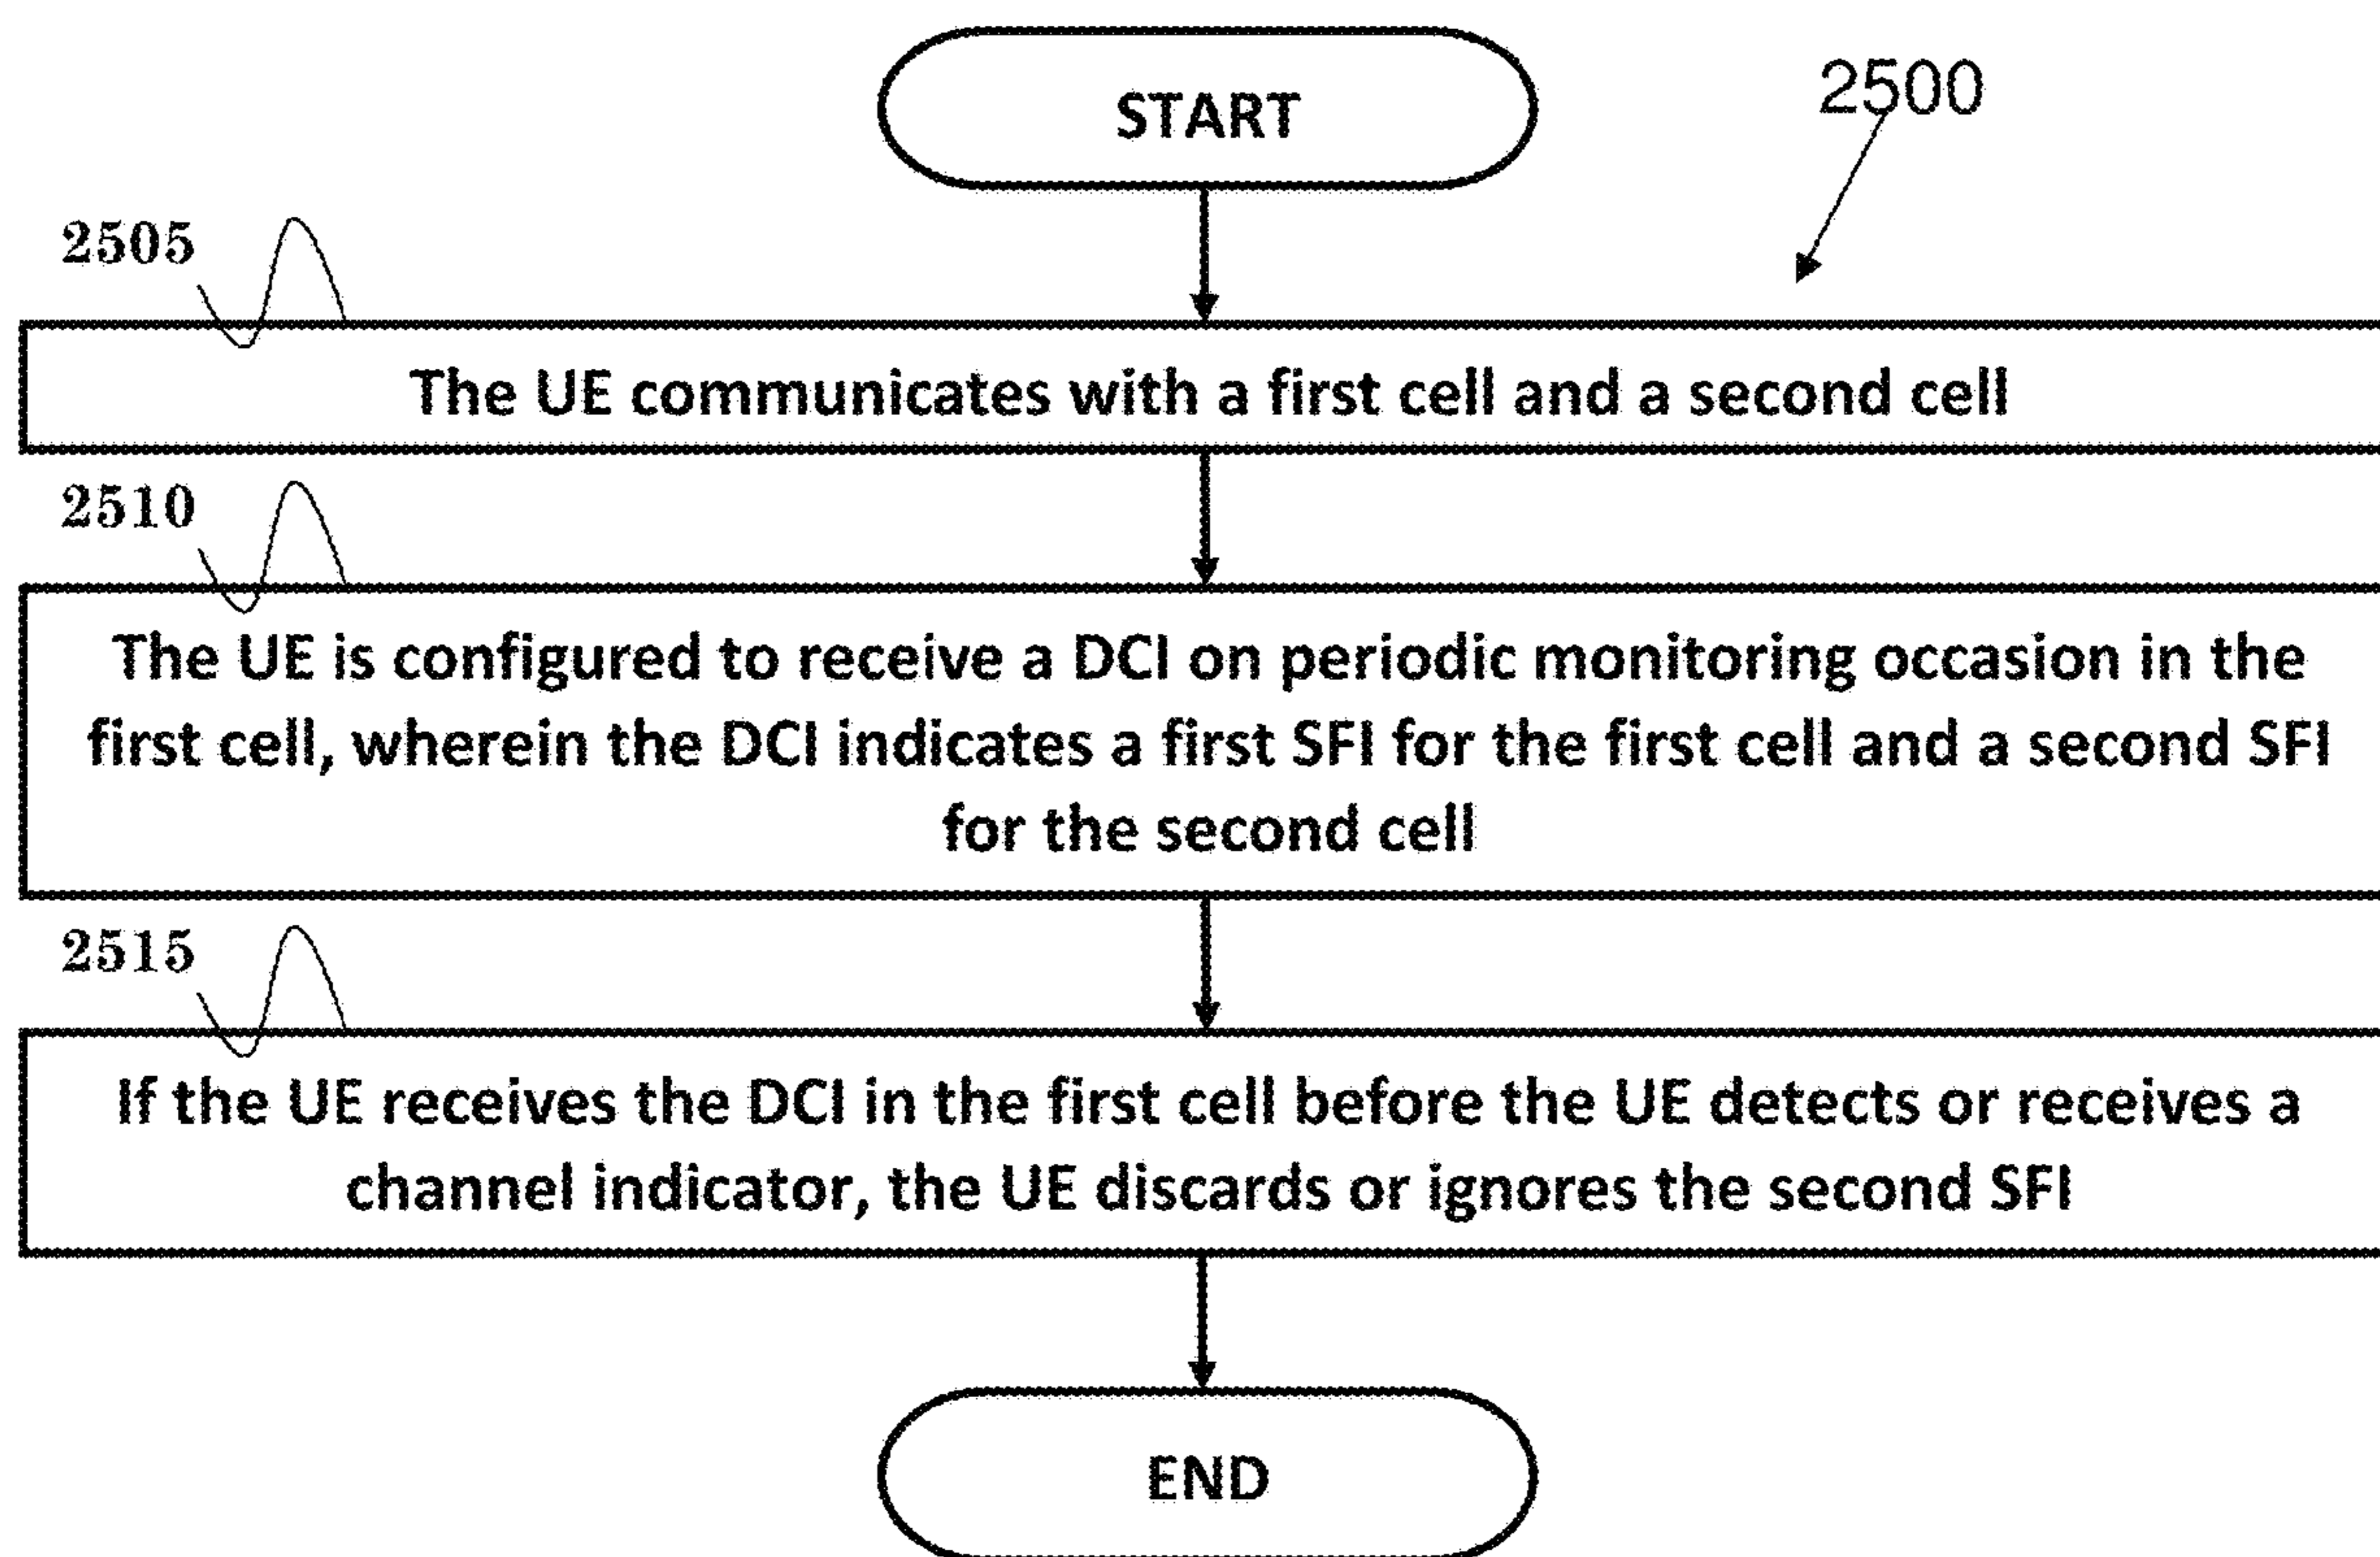 START
2500
2505
The UE communicates with a first cell and a second cell
2510
The UE is configured to receive a DCI on periodic monitoring occasion in the
first cell, wherein the DCI indicates a first SFI for the first cell and a second SFI
for the second cell
2515
If the UE receives the DCI in the first cell before the UE detects or receives a
channel indicator, the UE discards or ignores the second SFI
END